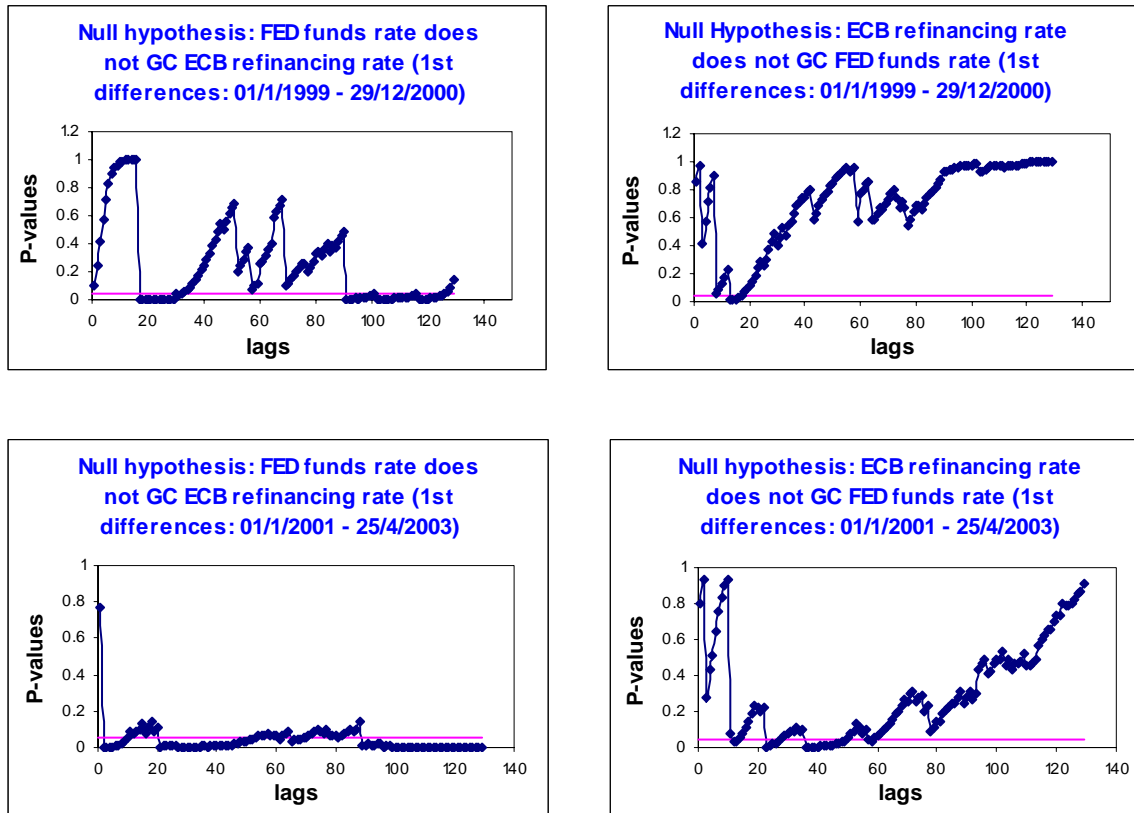 Null hypothesis: FED funds rate does
not GC ECB refinancing rate (1st
differences: 01/1/1999 - 29/12/2000)
P-values
1.2
1
0.8
0.6
0.4
0.2
0
0 20 40 60 80 100 120 140
lags
Null Hypothesis: ECB refinancing rate
does not GC FED funds rate (1st
differences: 01/1/1999 - 29/12/2000)
P-values
1.2
1
0.8
0.6
0.4
0.2
0
0 20 40 60 80 100 120 140
lags
Null hypothesis: FED funds rate does
not GC ECB refinancing rate (1st
differences: 01/1/2001 - 25/4/2003)
P-values
1
0.8
0.6
0.4
0.2
0
0 20 40 60 80 100 120 140
lags
Null hypothesis: ECB refinancing rate
does not GC FED funds rate (1st
differences: 01/1/2001 - 25/4/2003)
P-values
1
0.8
0.6
0.4
0.2
0
0 20 40 60 80 100 120 140
lags